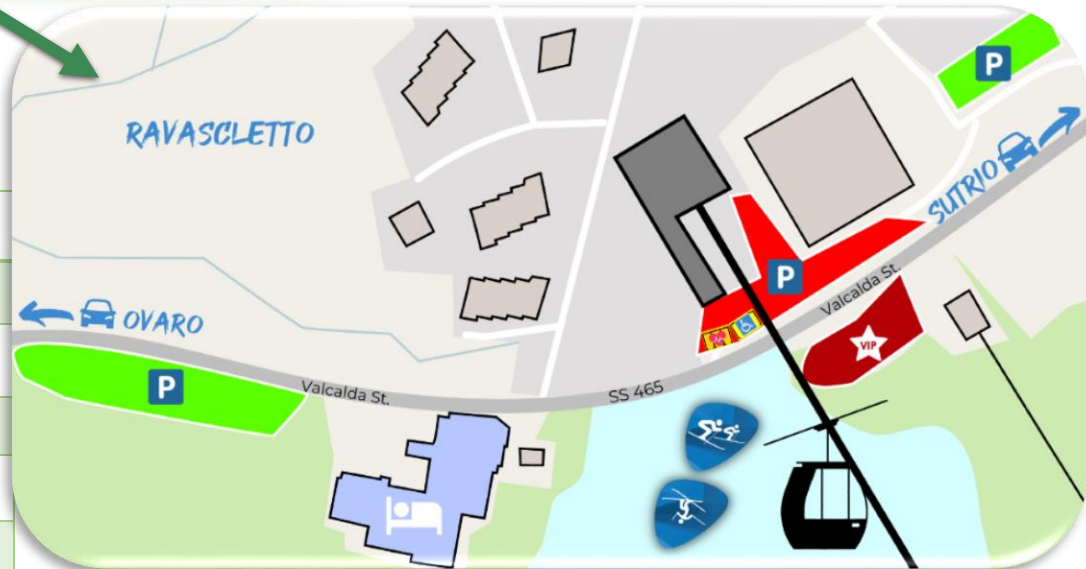 P
RAVASCLETTO
SUTRIO
P
Valcalda St.
OVARO
VIP
P
Valcalda St.
SS 465